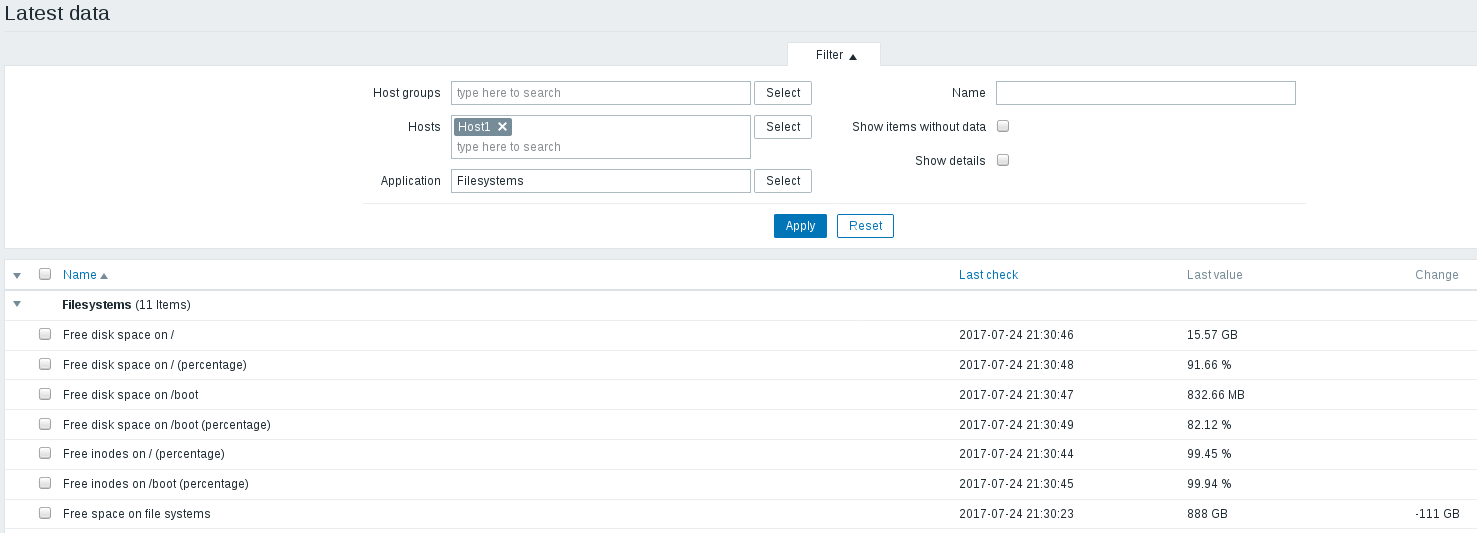 Latest data
Filter
Host groups type here to search Select Name
Hosts Host1 Select Show items without data
type here to search
Show details
Application Filesystems Select
Apply Reset
Name Last check Last value Change
Filesystems (11 Items)
Free disk space on / 2017-07-24 21:30:46 15.57 GB
Free disk space on / (percentage) 2017-07-24 21:30:48 91.66 %
Free disk space on /boot 2017-07-24 21:30:47 832.66 MB
Free disk space on /boot (percentage) 2017-07-24 21:30:49 82.12 %
Free inodes on / (percentage) 2017-07-24 21:30:44 99.45 %
Free inodes on /boot (percentage) 2017-07-24 21:30:45 99.94 %
Free space on file systems 2017-07-24 21:30:23 888 GB -111 GB